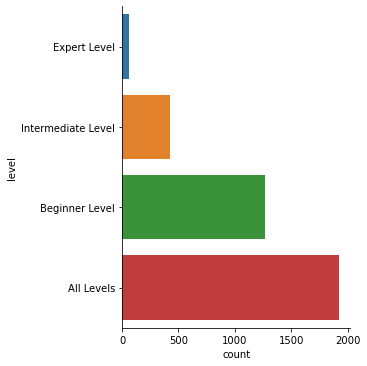 Expert Level
Intermediate Level
level
Beginner Level
All Levels
0 500 1000 1500 2000
count